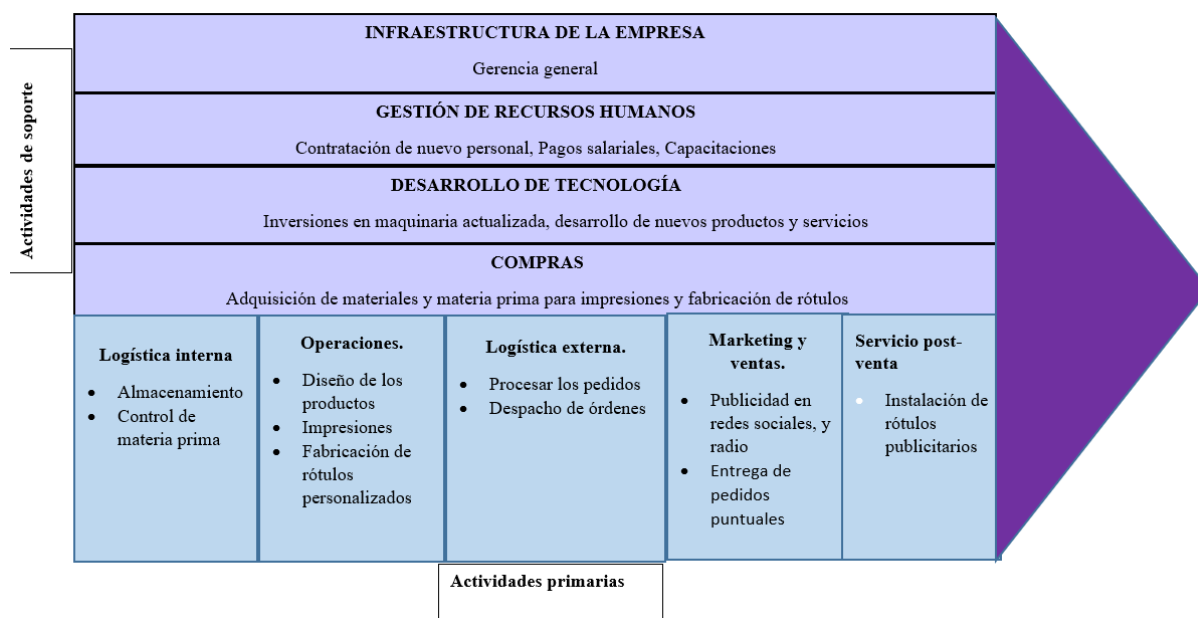 INFRAESTRUCTURA DE LA EMPRESA
Gerencia general
Actividades de soporte
GESTIÓN DE RECURSOS HUMANOS
Contratación de nuevo personal, Pagos salariales, Capacitaciones
DESARROLLO DE TECNOLOGÍA
Inversiones en maquinaria actualizada, desarrollo de nuevos productos y servicios
COMPRAS
Adquisición de materiales y materia prima para impresiones y fabricación de rótulos
Logística interna
• Almacenamiento
• Control de
materia prima
Operaciones.
• Diseño de los
productos
• Impresiones
• Fabricación de
rótulos
personalizados
Logística externa.
• Procesar los pedidos
• Despacho de órdenes
Marketing y
ventas.
• Publicidad en
redes sociales, y
radio
• Entrega de
pedidos
puntuales
Servicio post-
venta
• Instalación de
rótulos
publicitarios
Actividades primarias